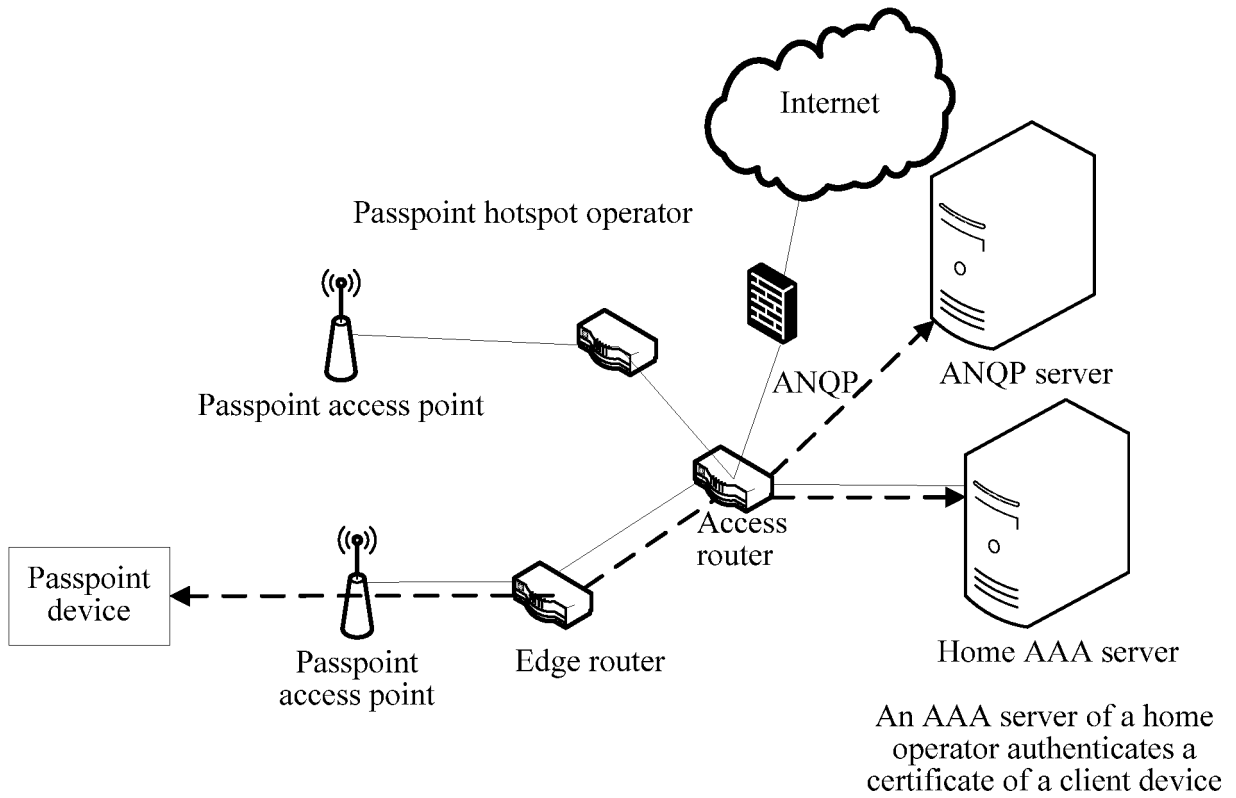 Internet
Passpoint hotspot operator
Passpoint access point
ANQP
ANQP server
Access
router
Passpoint
device
Passpoint
access point
Edge router
Home AAA server
An AAA server of a home
operator authenticates a
certificate of a client device